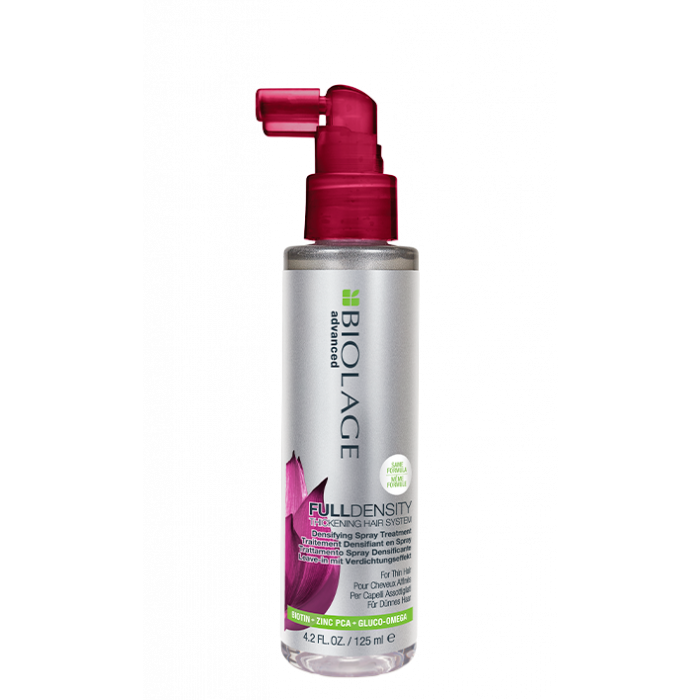 BIOLAGE
advanced
SAME
FORMULA
MÊME
FORMULE
FULLDENSITY
THICKENING HAIR SYSTEM
Densifying Spray Treatment
Traitement Densifiant en Spray
Trattamento Spray Densificante
Leave-in mit Verdichtungseffekt
For Thin Hair
Pour Cheveux Affinés
Per Capelli Assottigliati
Für Dünnes Haar
BIOTIN - ZINC PCA - GLUCO-OMEGA
4.2 FL. OZ. / 125 ml ℮